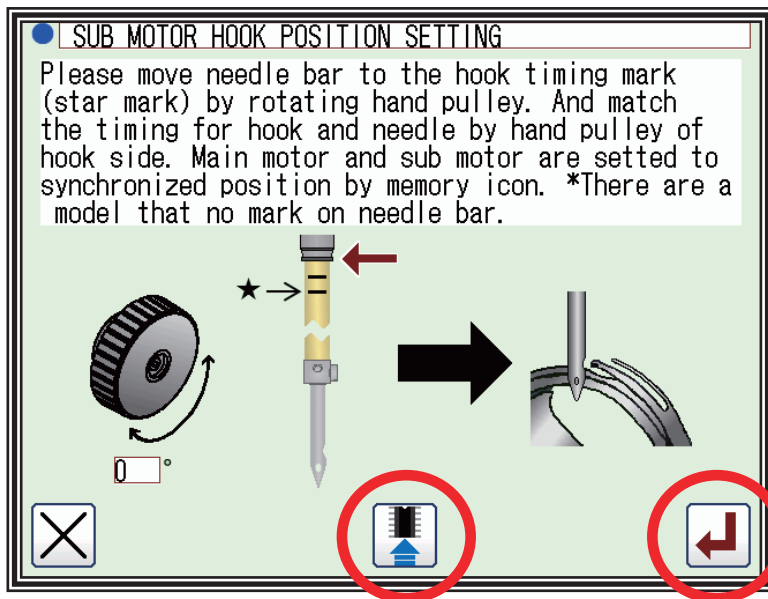 SUB MOTOR HOOK POSITION SETTING
Please move needle bar to the hook timing mark
(star mark) by rotating hand pulley. And match
the timing for hook and needle by hand pulley of
hook side. Main motor and sub motor are setted to
synchronized position by memory icon. *There are a
model that no mark on needle bar.
★→
0 °